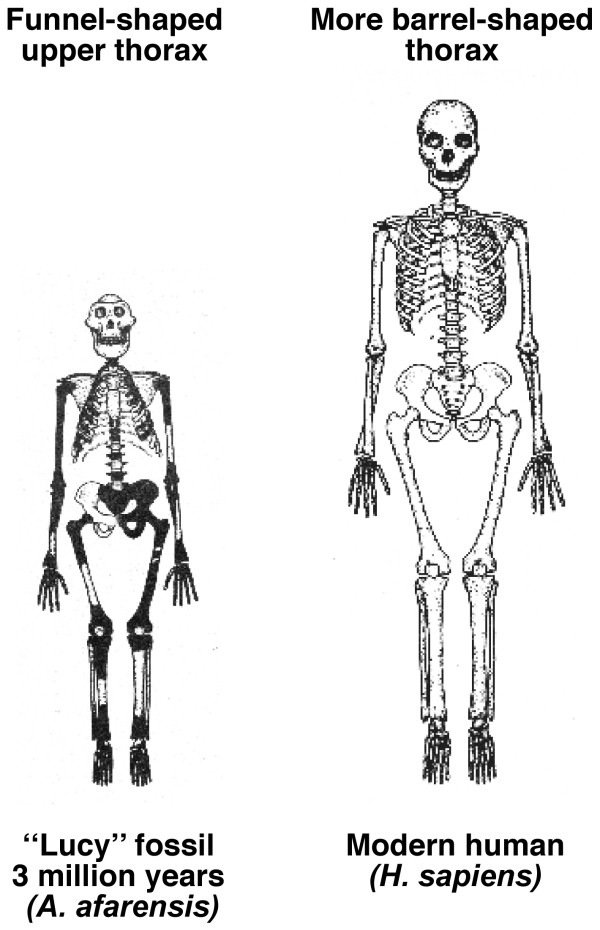 Funnel-shaped
upper thorax
More barrel-shaped
thorax
“Lucy” fossil
3 million years
(A. afarensis)
Modern human
(H. sapiens)